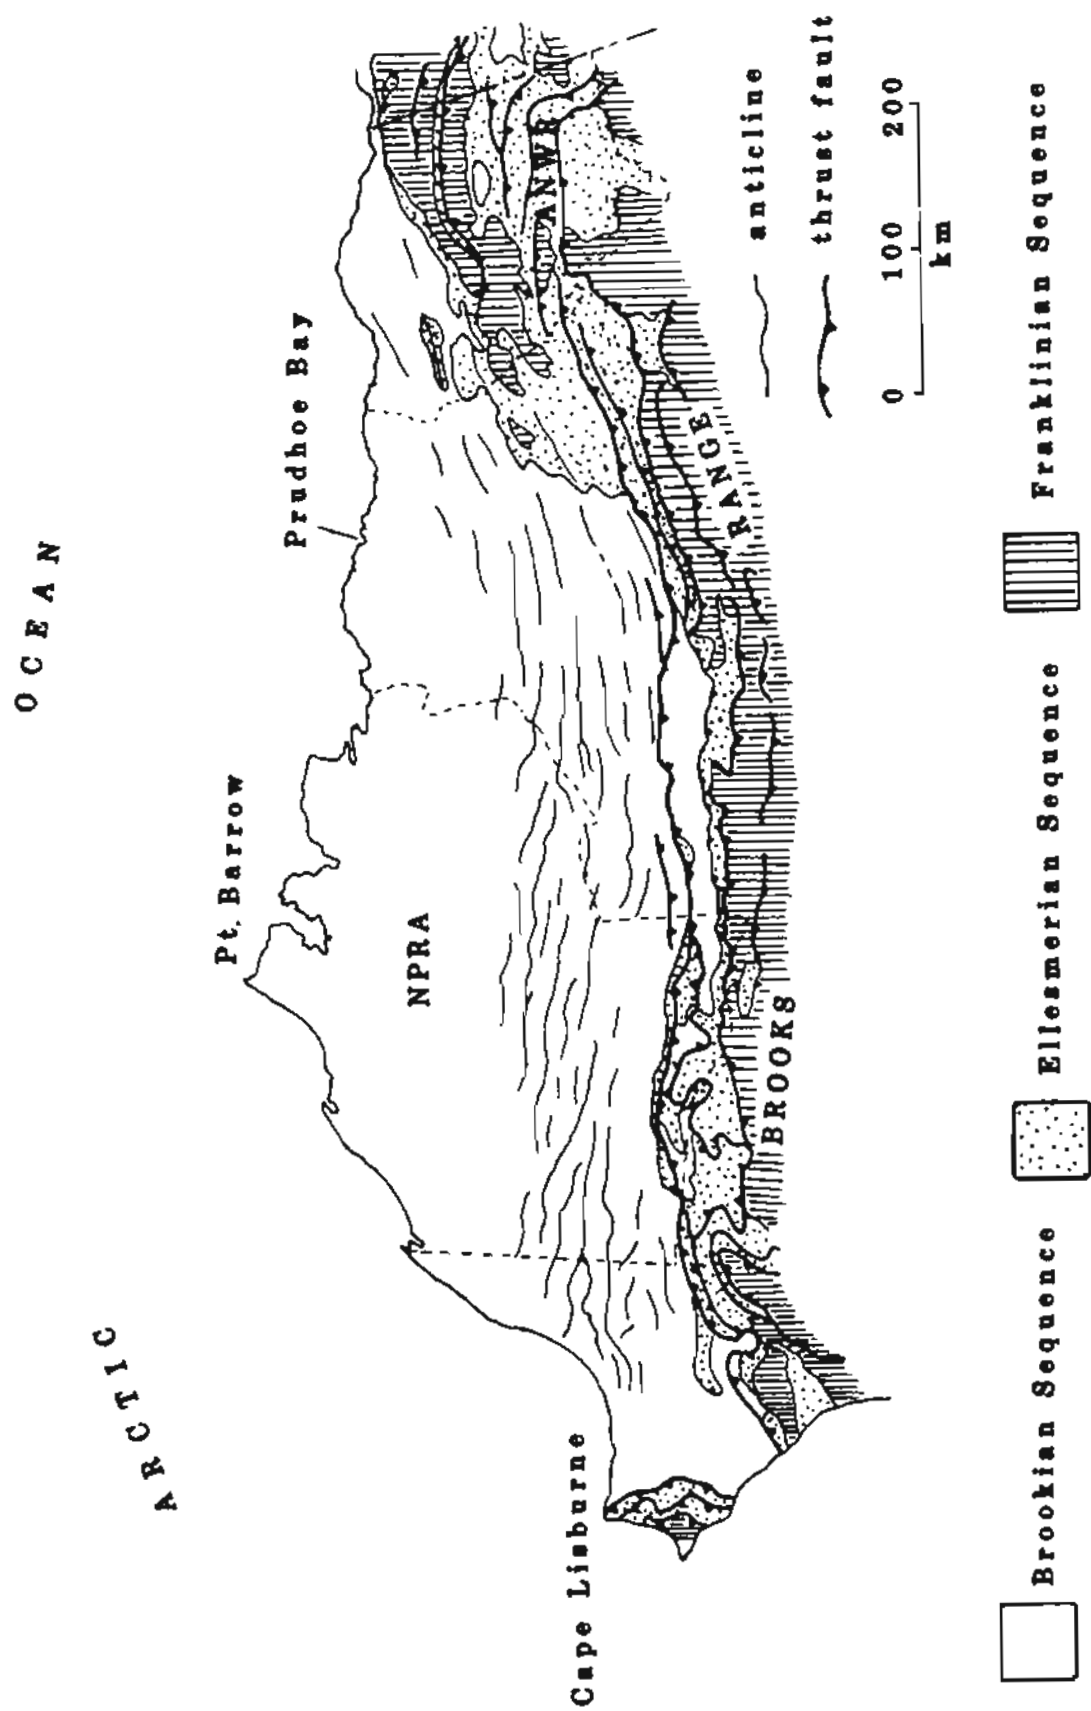 ARCTIC
OCEAN
Pt. Barrow
Prudhoe Bay
Cape Lisburne
NPRA
ANWR
BROOKS
RANGE
anticline
thrust fault
0 100 200
km
Brookian Sequence
Ellesmerian Sequence
Franklinian Sequence